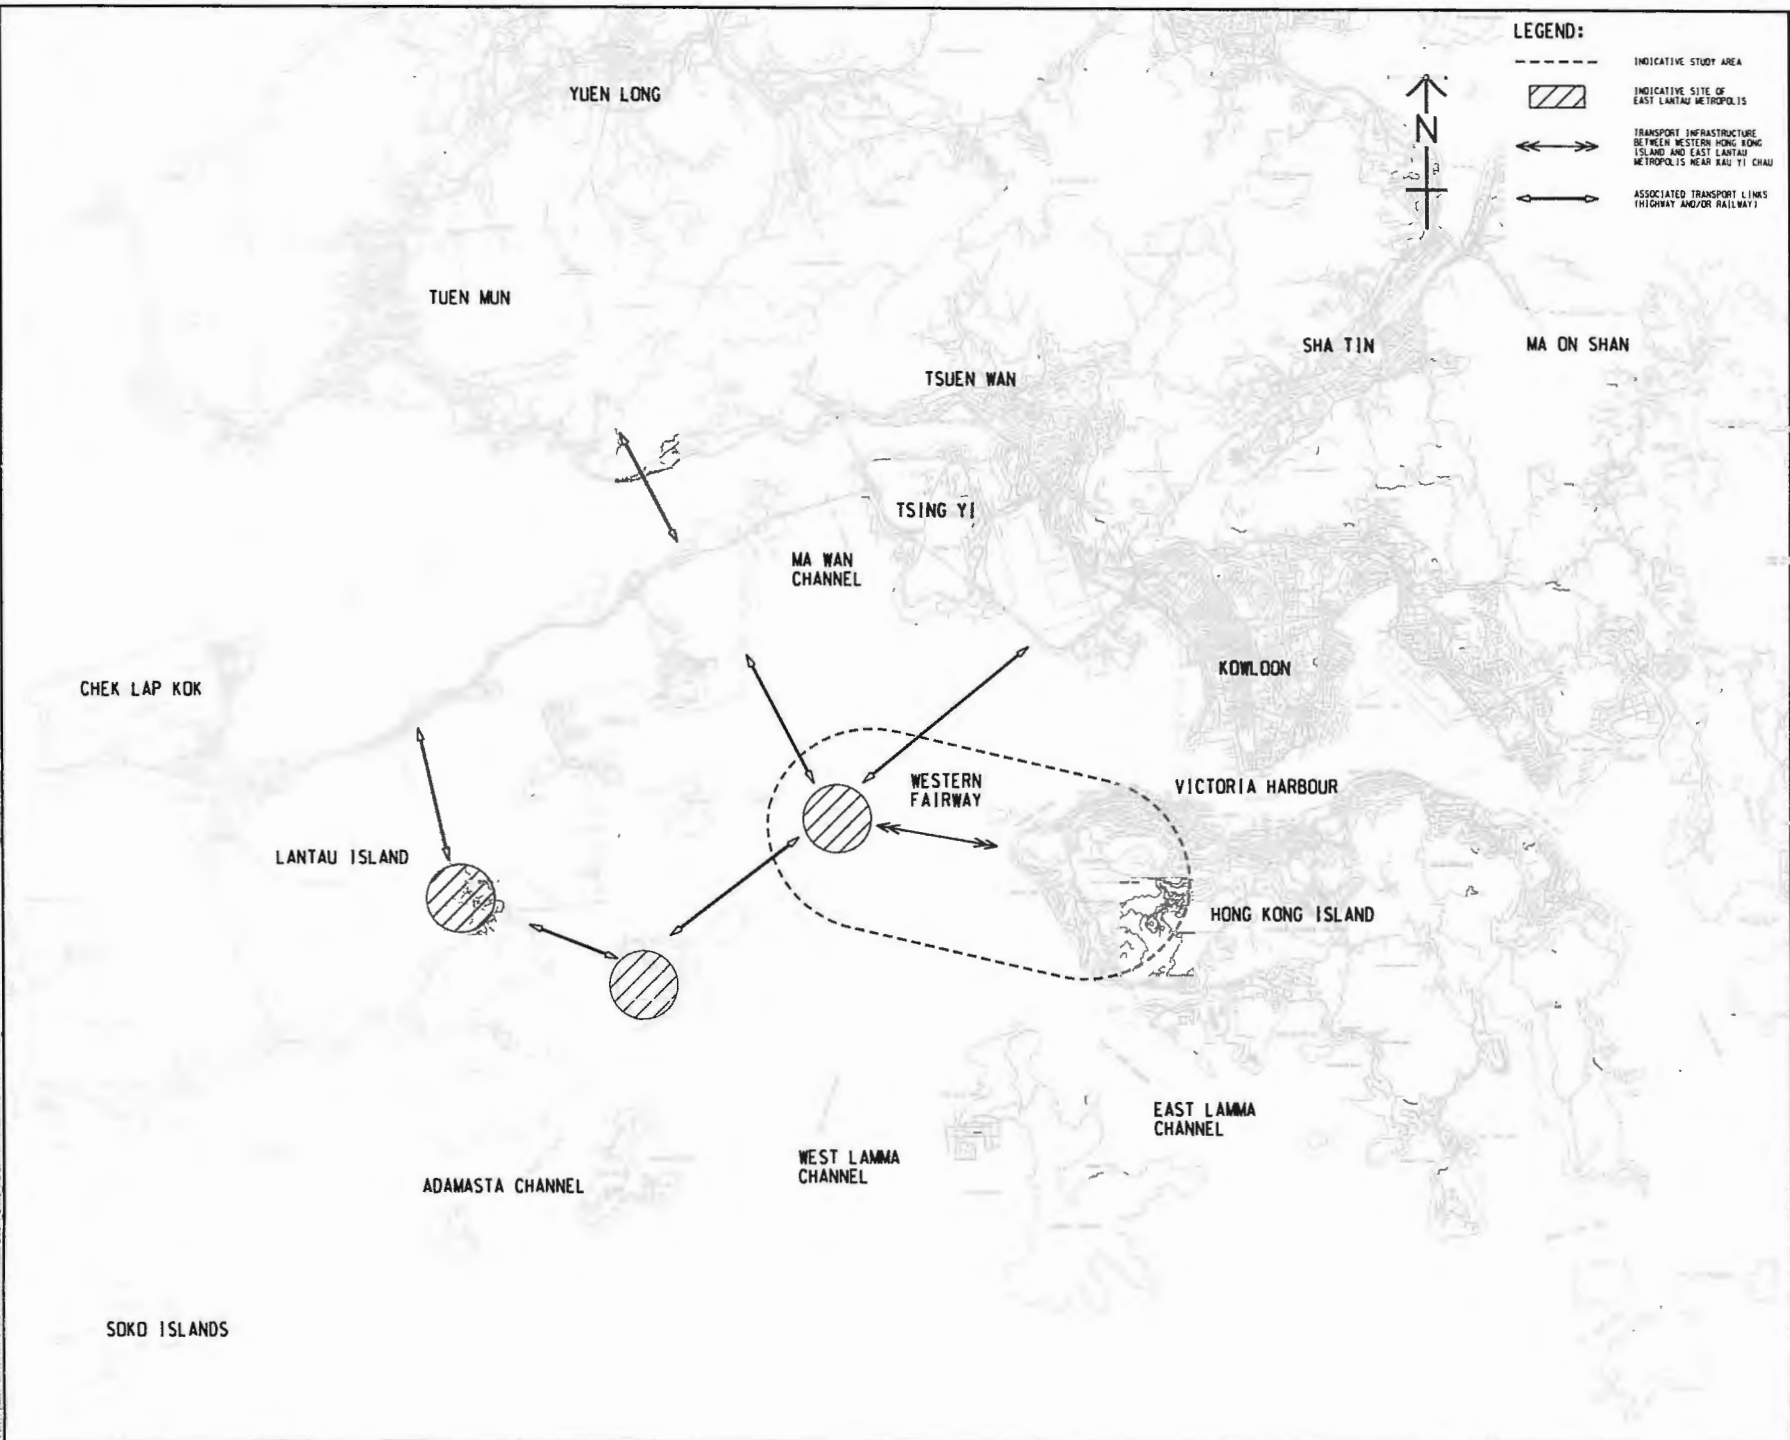 LEGEND:
INDICATIVE STUDY AREA
INDICATIVE SITE OF
EAST LANTAU METROPOLIS
TRANSPORT INFRASTRUCTURE
BETWEEN WESTERN HONG KONG
ISLAND AND EAST LANTAU
METROPOLIS NEAR KAU YI CHAU
ASSOCIATED TRANSPORT LINKS
(HIGHWAY AND/OR RAILWAY)
N
YUEN LONG
TUEN MUN
SHA TIN
MA ON SHAN
TSUEN WAN
TSING YI
MA WAN
CHANNEL
KOWLOON
CHEK LAP KOK
WESTERN
FAIRWAY
VICTORIA HARBOUR
LANTAU ISLAND
HONG KONG ISLAND
EAST LAMMA
CHANNEL
WEST LAMMA
CHANNEL
ADAMASTA CHANNEL
SOKO ISLANDS